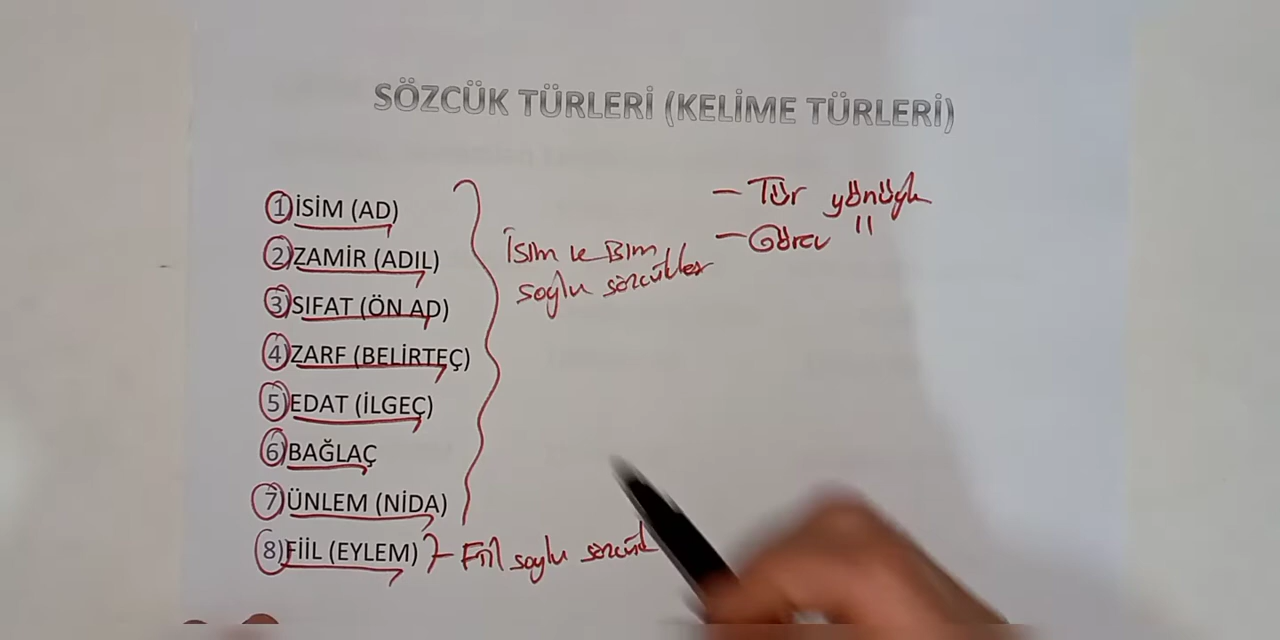 SÖZCÜK TÜRLERİ (KELİME TÜRLERİ)
1)İSİM (AD)
2)ZAMİR (ADIL)
3)SIFAT (ÖN AD)
4)ZARF (BELİRTEÇ)
5)EDAT (İLGEÇ)
6)BAĞLAÇ
7)ÜNLEM (NİDA)
8)FİİL (EYLEM) - Fiil soylu sözcük
İsim ve
soylu sözcükler
- Tür yönüyle
- Görev "